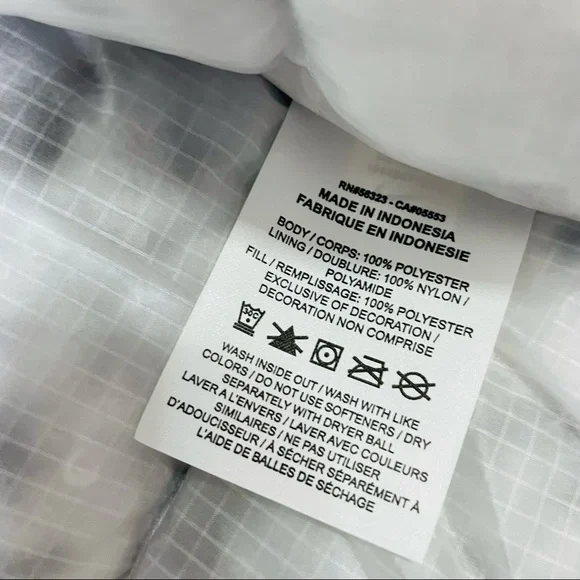 RN#56323 - CA#05553
MADE IN INDONESIA
FABRIQUE EN INDONESIE
BODY / CORPS: 100% POLYESTER
LINING / DOUBLURE: 100% NYLON /
POLYAMIDE
FILL / REMPLISSAGE: 100% POLYESTER
EXCLUSIVE OF DECORATION /
DECORATION NON COMPRISE
30C
WASH INSIDE OUT / WASH WITH LIKE
COLORS / DO NOT USE SOFTENERS / DRY
SEPARATELY WITH DRYER BALL
LAVER À L'ENVERS / LAVER AVEC COULEURS
SIMILAIRES / NE PAS UTILISER
D'ADOUCISSEUR / À SÉCHER SÉPARÉMENT À
L'AIDE DE BALLES DE SÉCHAGE